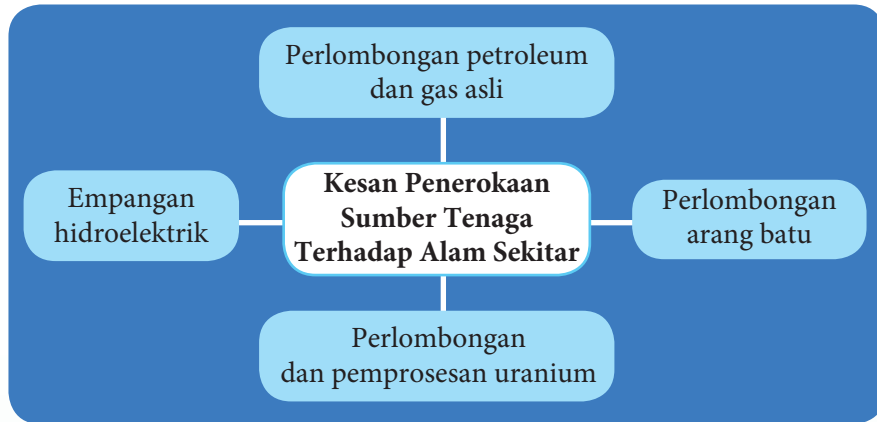 Perlombongan petroleum
dan gas asli
Empangan
hidroelektrik
Kesan Penerokaan
Sumber Tenaga
Terhadap Alam Sekitar
Perlombongan
arang batu
Perlombongan
dan pemprosesan uranium